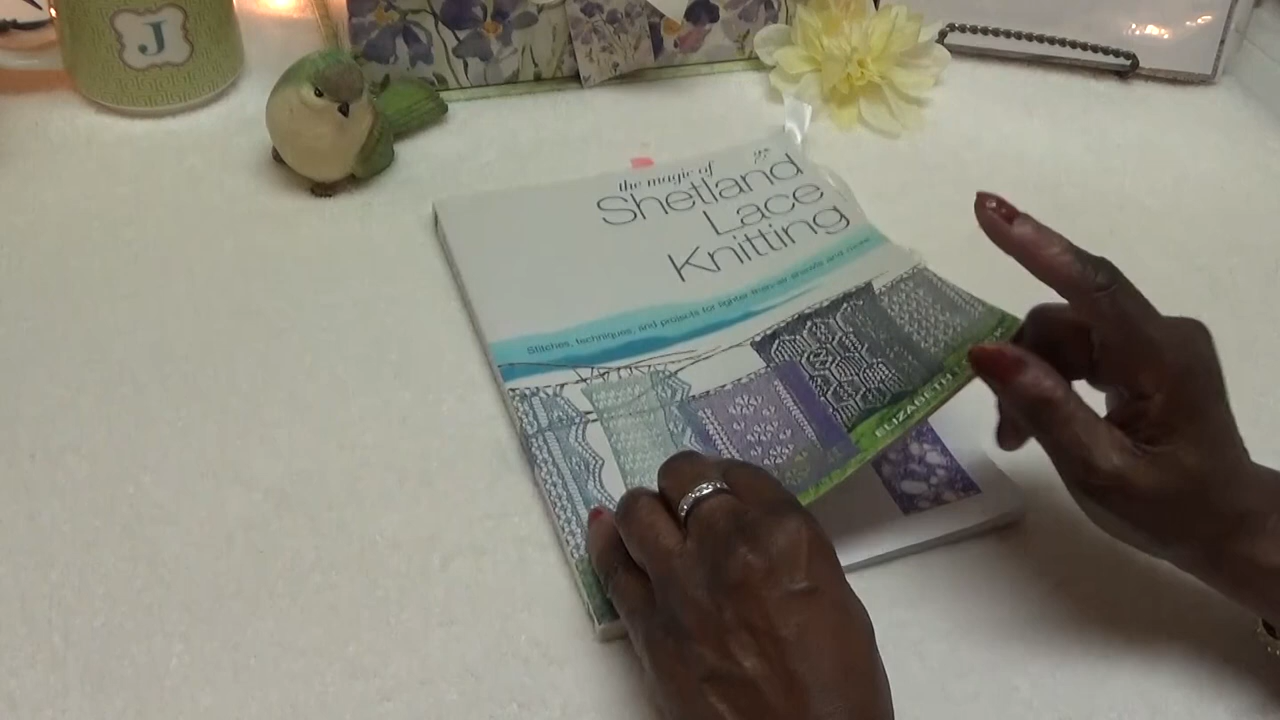 J
the magic of
Shetland
Lace
Knitting
Stitches, techniques, and projects for lighter-than-air shawls and more
ELIZABETH